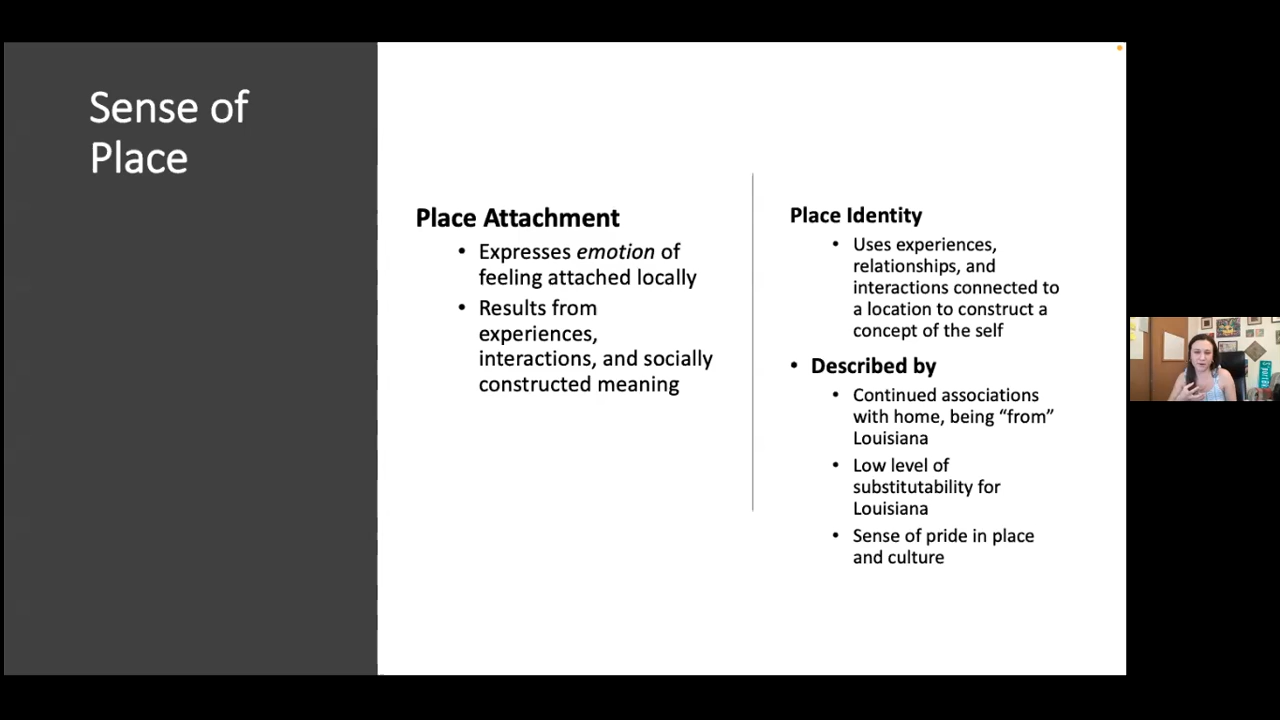 Sense of
Place
Place Attachment
• Expresses emotion of
feeling attached locally
• Results from
experiences,
interactions, and socially
constructed meaning
Place Identity
• Uses experiences,
relationships, and
interactions connected to
a location to construct a
concept of the self
• Described by
• Continued associations
with home, being “from”
Louisiana
• Low level of
substitutability for
Louisiana
• Sense of pride in place
and culture